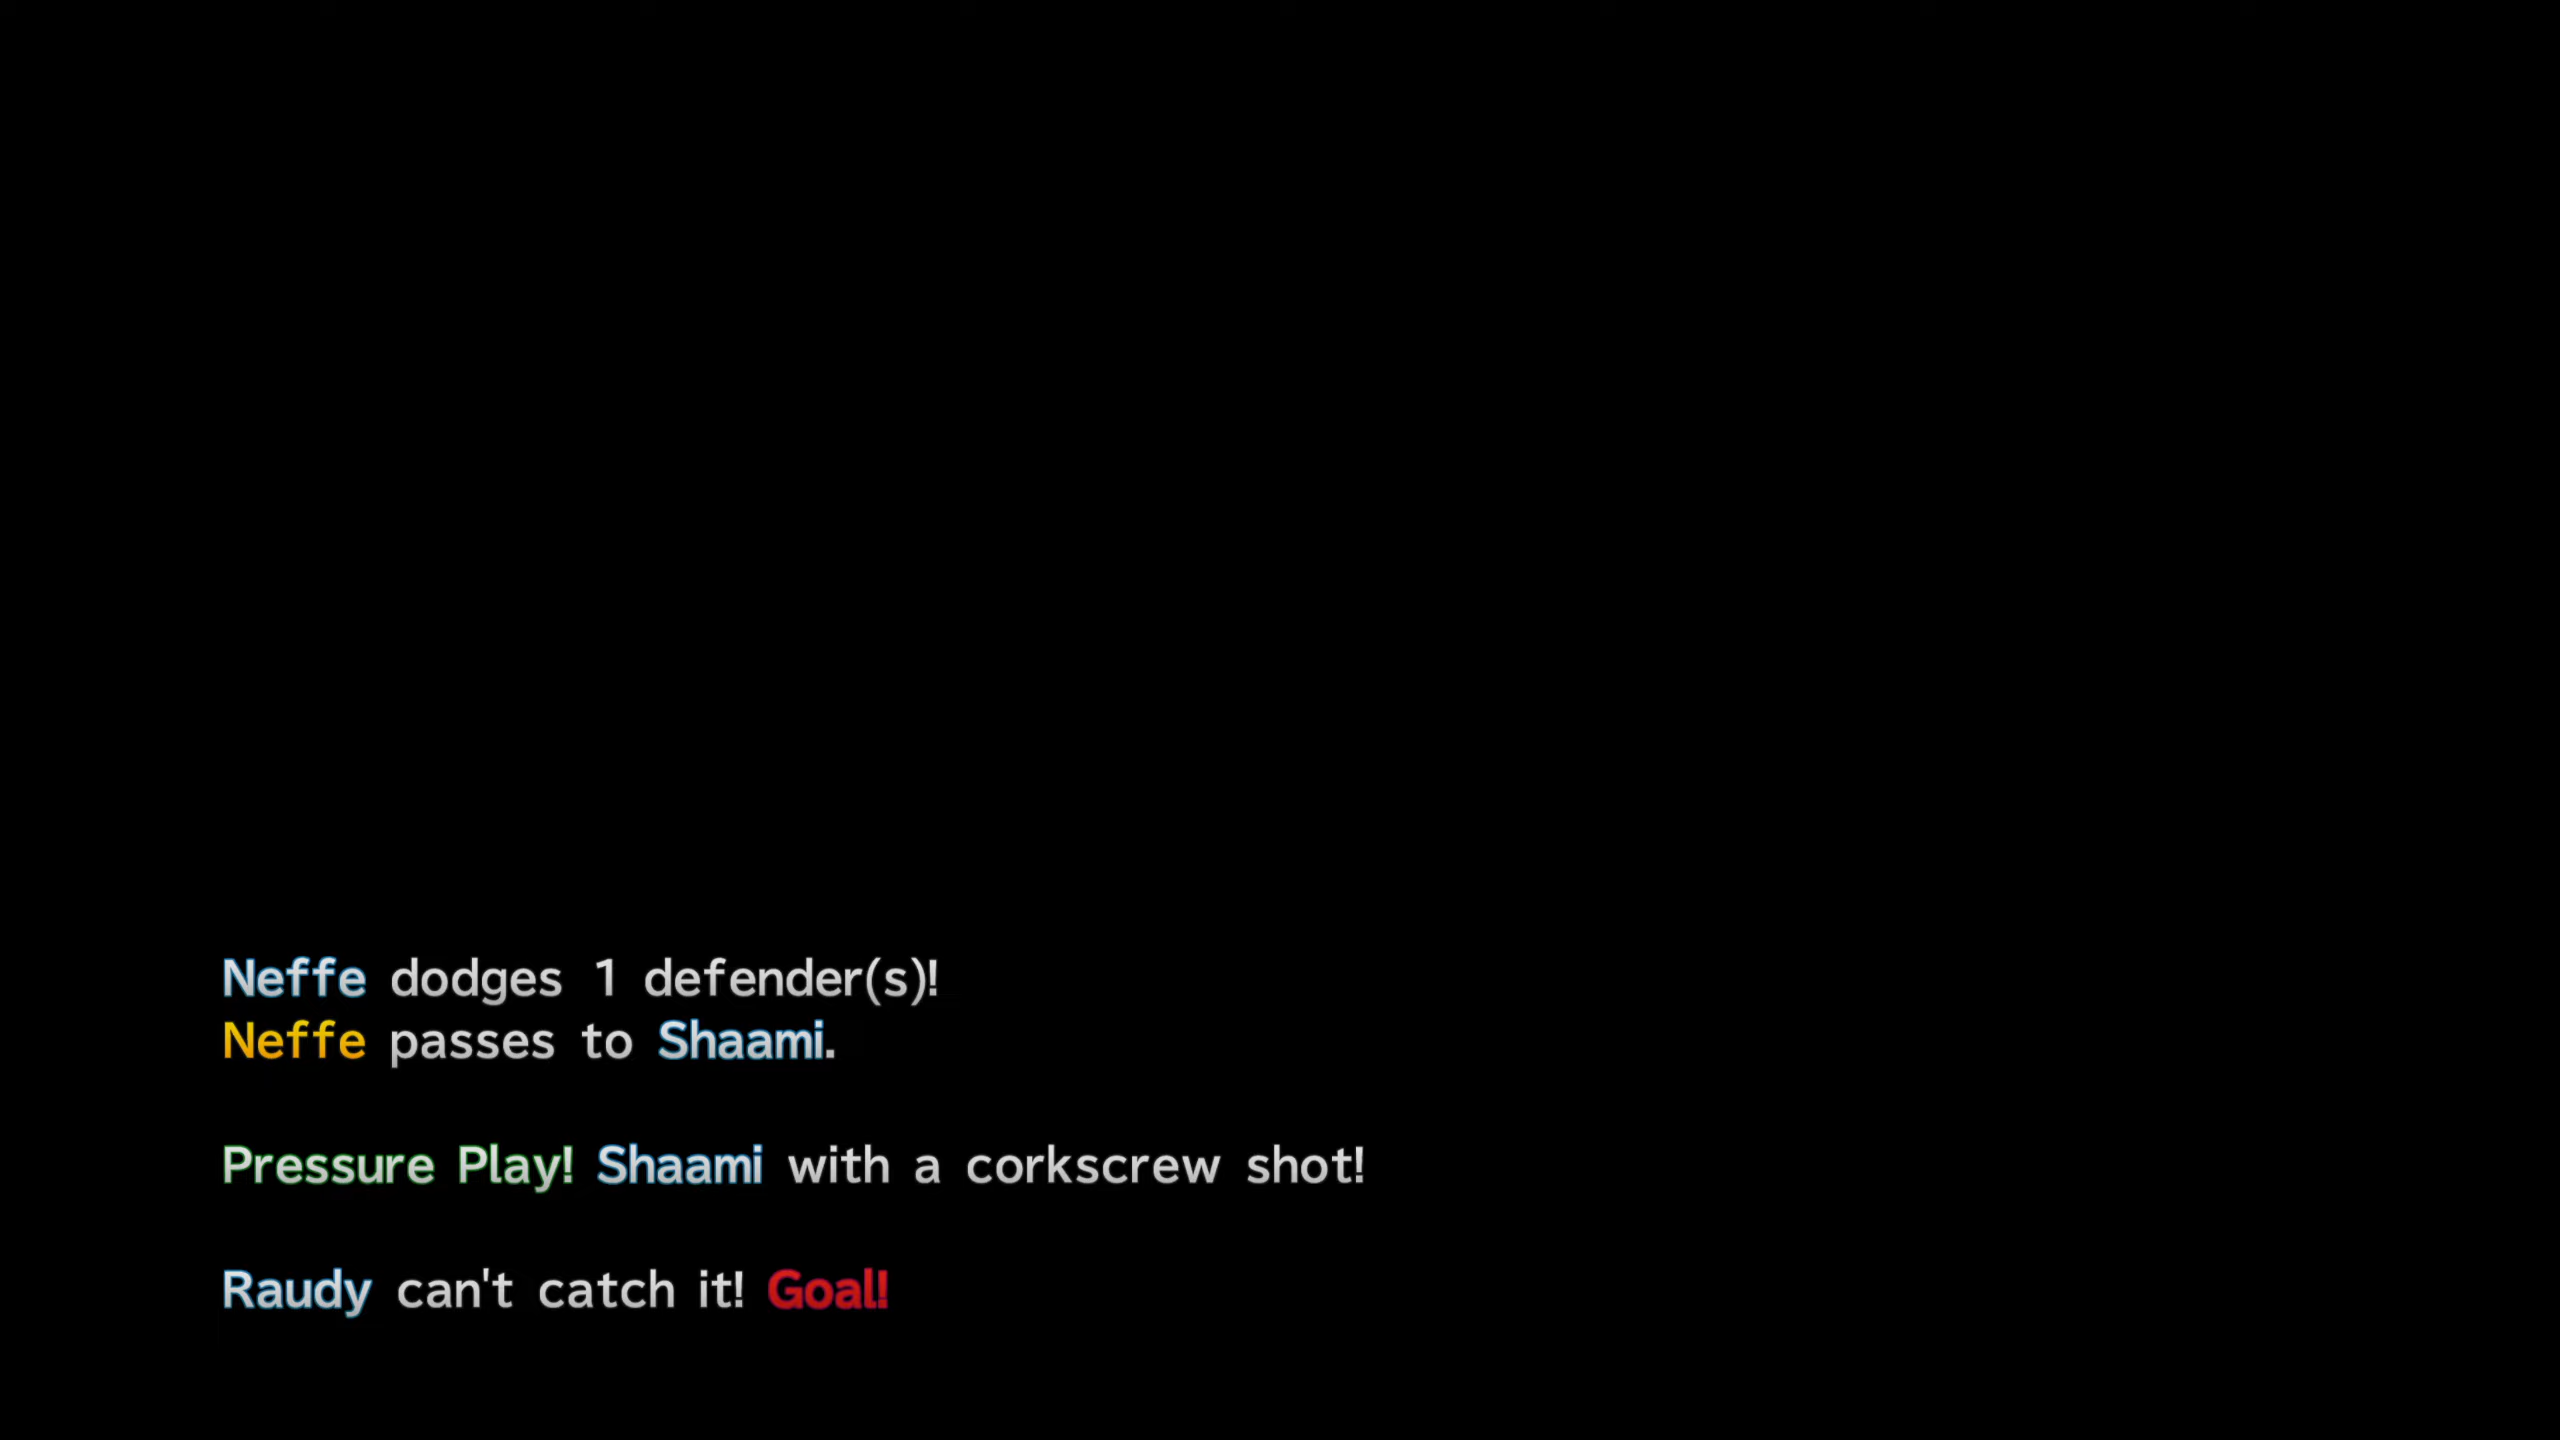 Neffe dodges 1 defender(s)!
Neffe passes to Shaami.
Pressure Play! Shaami with a corkscrew shot!
Raudy can't catch it! Goal!